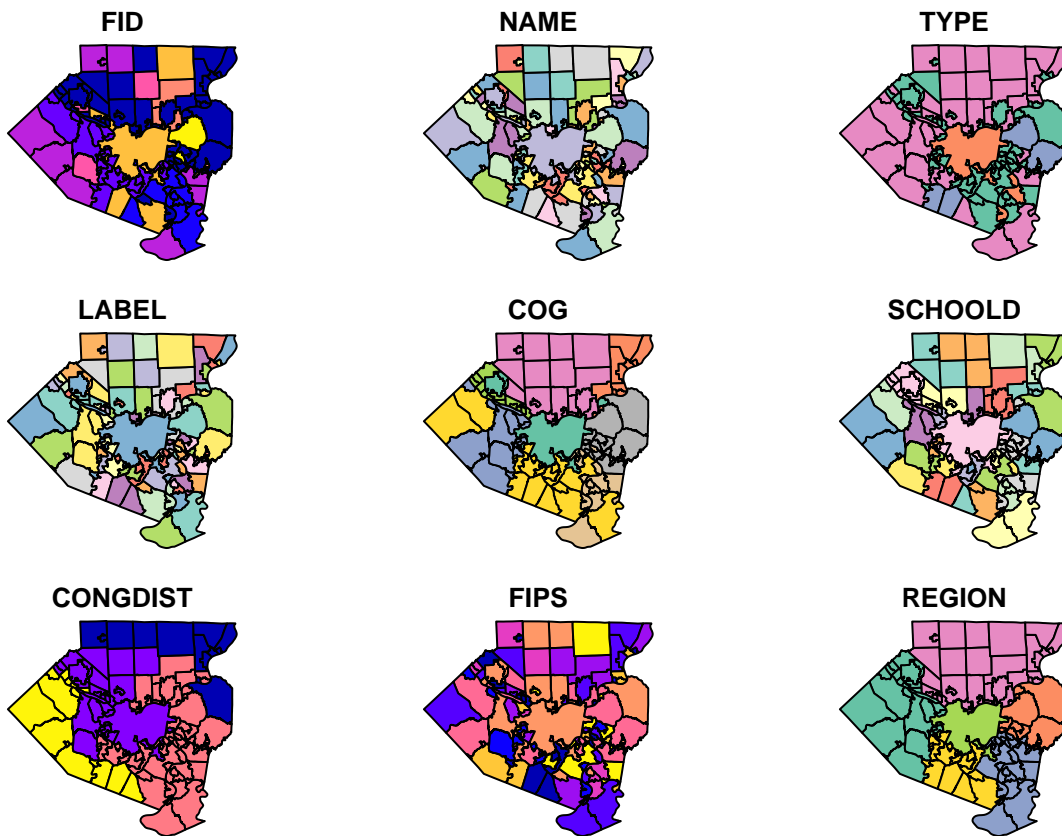 FID
NAME
TYPE
LABEL
COG
SCHOOLD
CONGDIST
FIPS
REGION